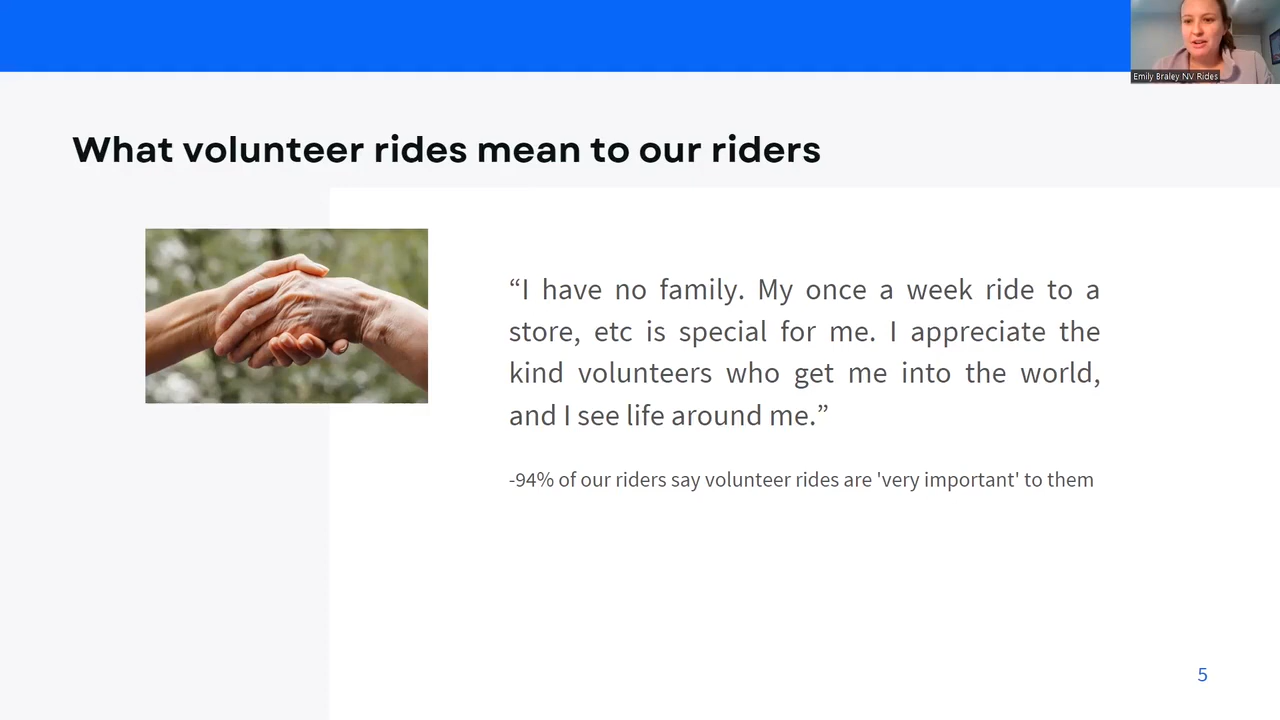 Emily Braley NV Rides
What volunteer rides mean to our riders
“I have no family. My once a week ride to a
store, etc is special for me. I appreciate the
kind volunteers who get me into the world,
and I see life around me.”
-94% of our riders say volunteer rides are 'very important' to them
5